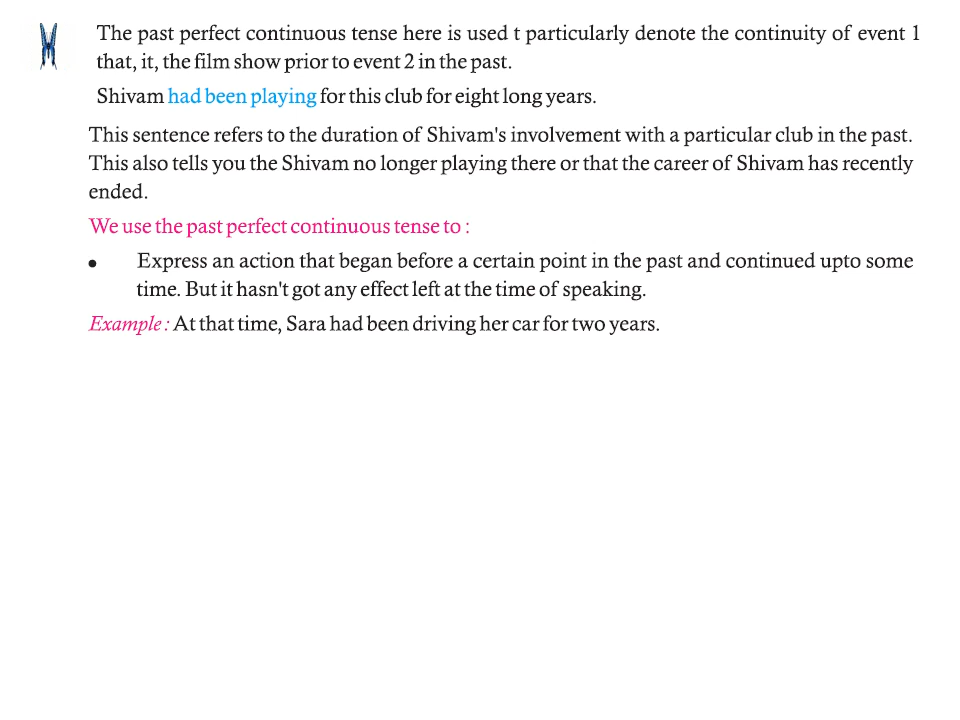 The past perfect continuous tense here is used t particularly denote the continuity of event 1
that, it, the film show prior to event 2 in the past.
Shivam had been playing for this club for eight long years.
This sentence refers to the duration of Shivam's involvement with a particular club in the past.
This also tells you the Shivam no longer playing there or that the career of Shivam has recently
ended.
We use the past perfect continuous tense to :
• Express an action that began before a certain point in the past and continued upto some
time. But it hasn't got any effect left at the time of speaking.
Example : At that time, Sara had been driving her car for two years.